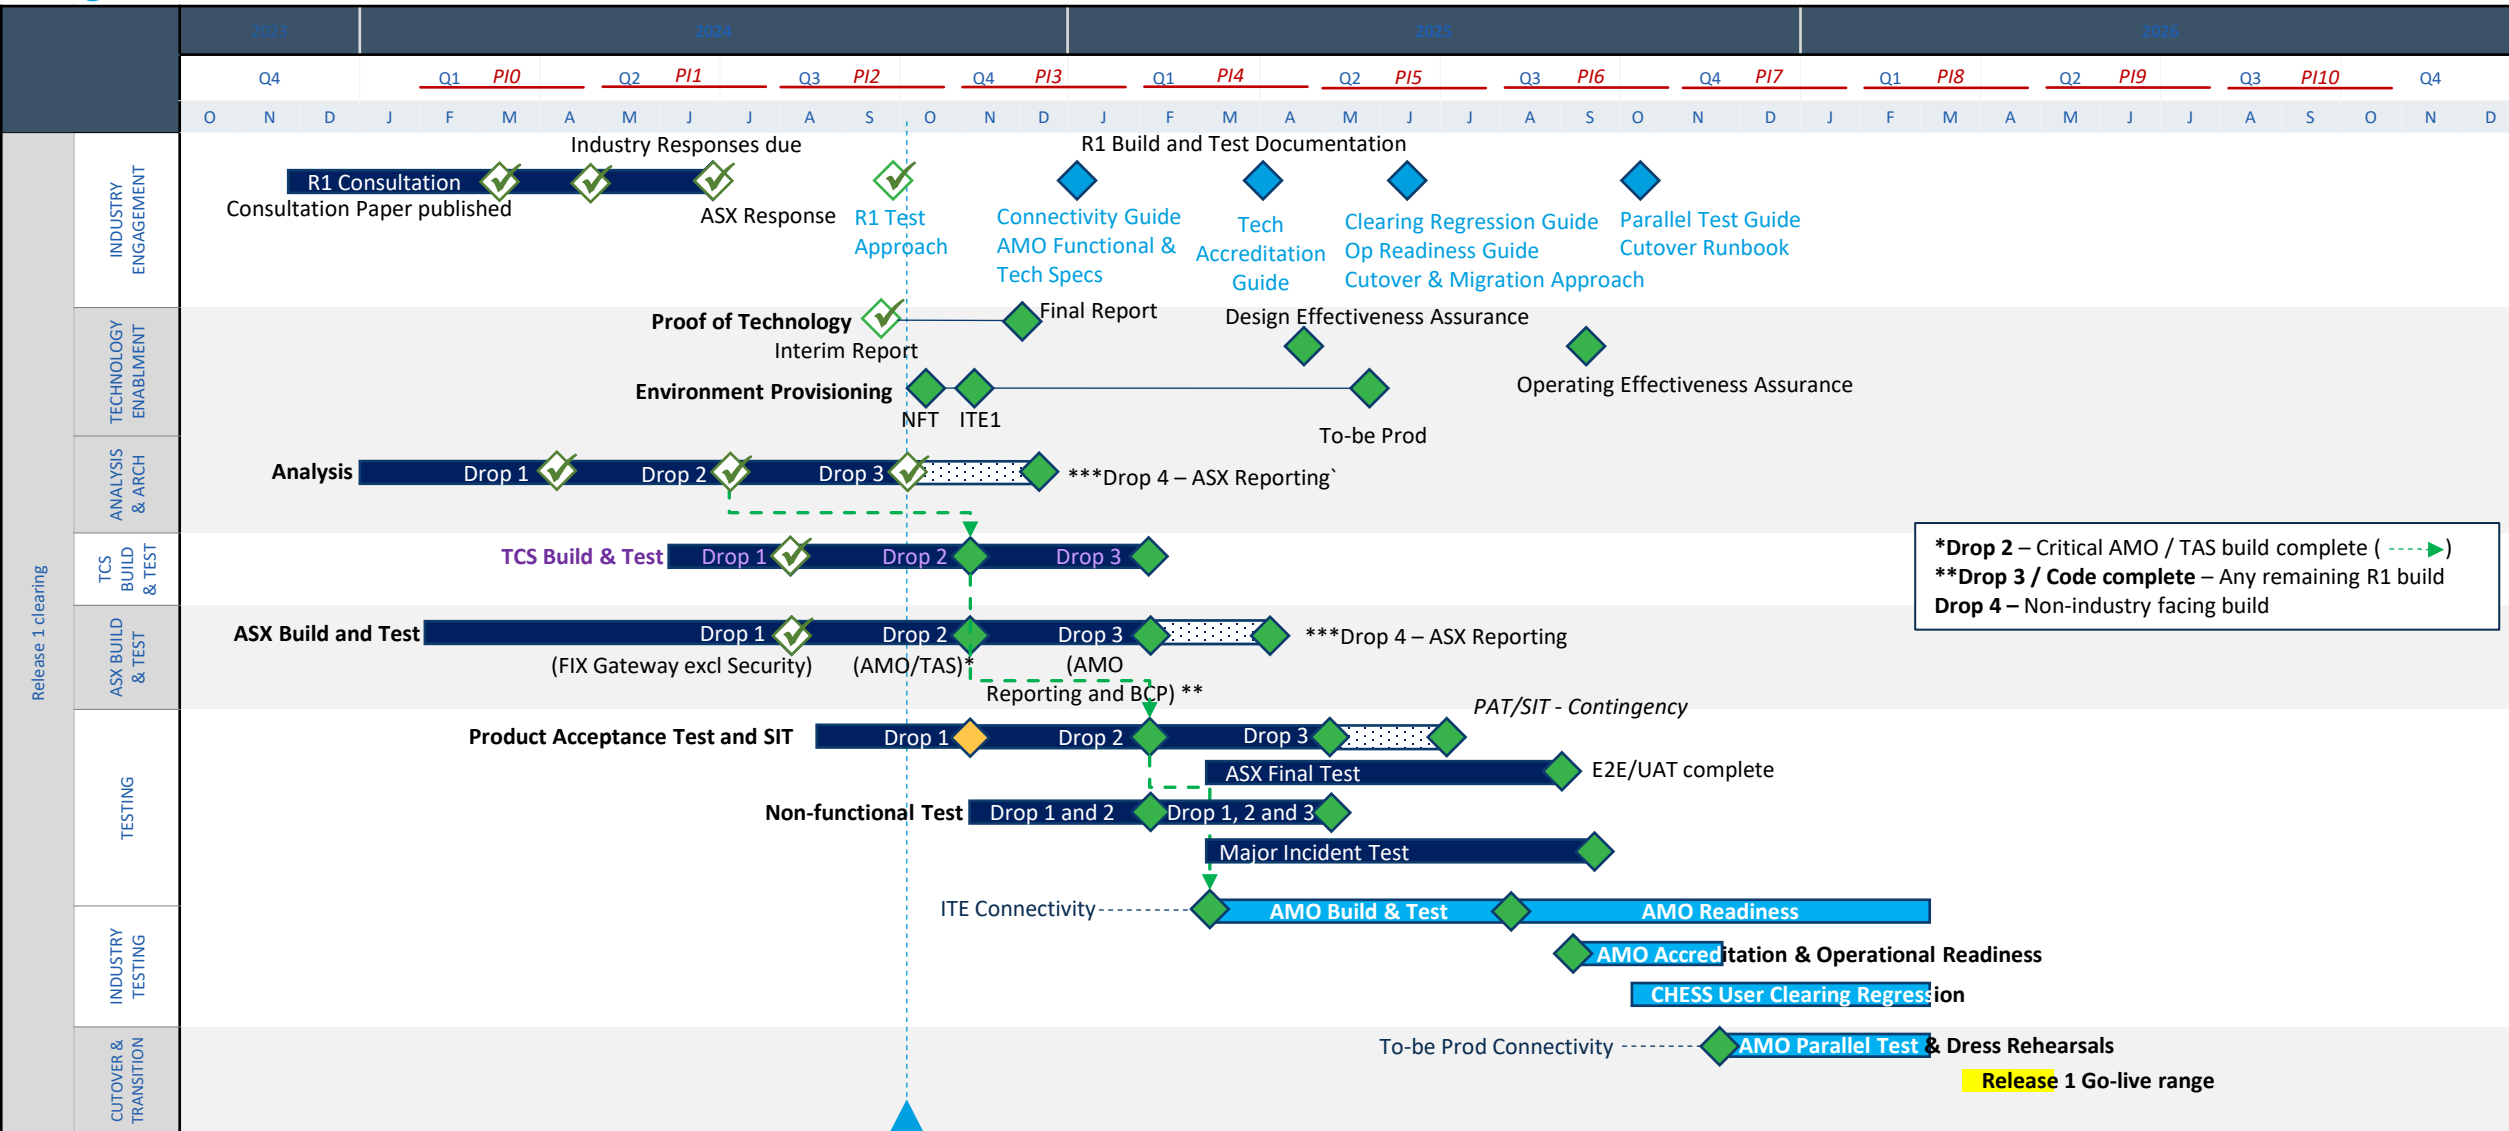 2023 2024 2025 2026
Q4 Q1 PI0 Q2 PI1 Q3 PI2 Q4 PI3 Q1 PI4 Q2 PI5 Q3 PI6 Q4 PI7 Q1 PI8 Q2 PI9 Q3 PI10 Q4
O N D J F M A M J J A S O N D J F M A M J J A S O N D J F M A M J J A S O N D
Release 1 clearing
INDUSTRY
ENGAGEMENT
Industry Responses due
R1 Build and Test Documentation
R1 Consultation
Consultation Paper published
ASX Response
R1 Test
Approach
Connectivity Guide
AMO Functional &
Tech Specs
Tech
Accreditation
Guide
Clearing Regression Guide
Op Readiness Guide
Cutover & Migration Approach
Parallel Test Guide
Cutover Runbook
TECHNOLOGY
ENABLMENT
Proof of Technology
Interim Report
Final Report
Design Effectiveness Assurance
Operating Effectiveness Assurance
Environment Provisioning
NFT
ITE1
To-be Prod
ANALYSIS
& ARCH
Analysis
Drop 1
Drop 2
Drop 3
***Drop 4 – ASX Reporting`
TCS
BUILD
& TEST
TCS Build & Test
Drop 1
Drop 2
Drop 3
*Drop 2 – Critical AMO / TAS build complete ( )
**Drop 3 / Code complete – Any remaining R1 build
Drop 4 – Non-industry facing build
ASX BUILD
& TEST
ASX Build and Test
Drop 1
Drop 2
Drop 3
***Drop 4 – ASX Reporting
(FIX Gateway excl Security)
(AMO/TAS)*
(AMO
Reporting and BCP) **
TESTING
PAT/SIT - Contingency
Product Acceptance Test and SIT
Drop 1
Drop 2
Drop 3
ASX Final Test
E2E/UAT complete
Non-functional Test
Drop 1 and 2
Drop 1, 2 and 3
Major Incident Test
INDUSTRY
TESTING
ITE Connectivity
AMO Build & Test
AMO Readiness
AMO Accreditation & Operational Readiness
CHESS User Clearing Regression
CUTOVER &
TRANSITION
To-be Prod Connectivity
AMO Parallel Test & Dress Rehearsals
Release 1 Go-live range